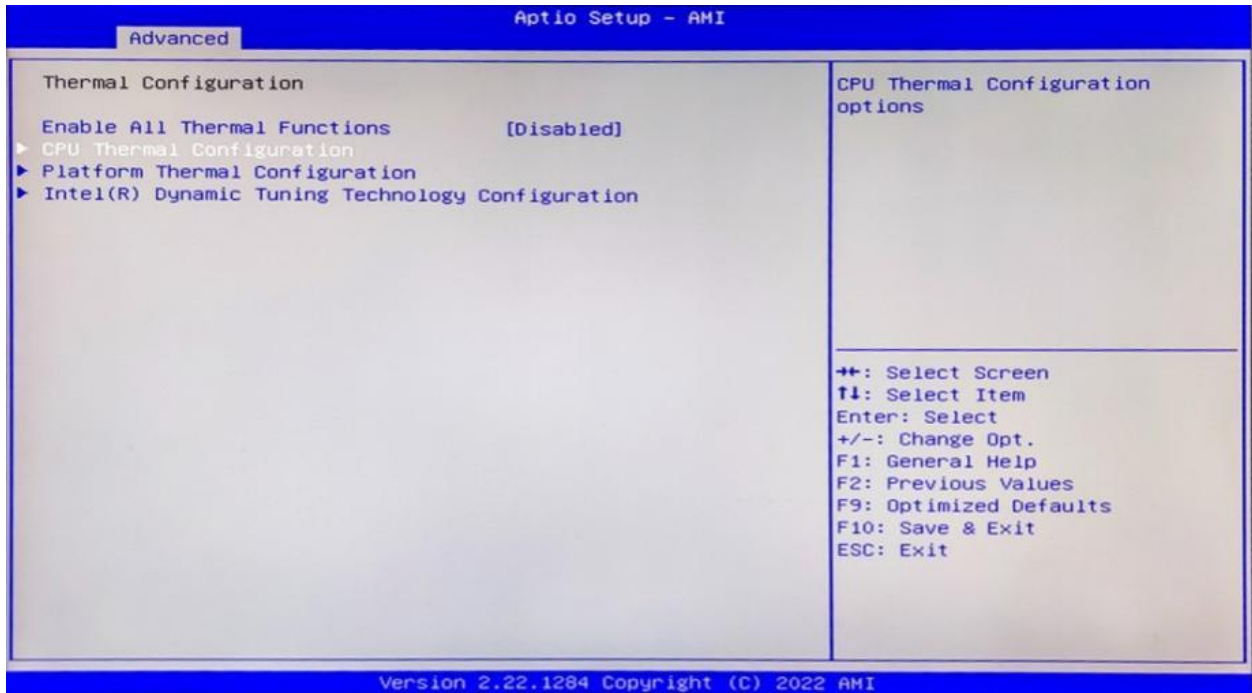 Aptio Setup - AMI
Advanced
Thermal Configuration
Enable All Thermal Functions [Disabled]
▶ CPU Thermal Configuration
▶ Platform Thermal Configuration
▶ Intel(R) Dynamic Tuning Technology Configuration
CPU Thermal Configuration
options
→←: Select Screen
↑↓: Select Item
Enter: Select
+/-: Change Opt.
F1: General Help
F2: Previous Values
F9: Optimized Defaults
F10: Save & Exit
ESC: Exit
Version 2.22.1284 Copyright (C) 2022 AMI